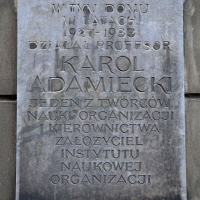 W TYM DOMU
W LATACH
1927-1933
DZIAŁAŁ PROFESOR
KAROL
ADAMIECKI
JEDEN Z TWÓRCÓW
NAUKI ORGANIZACJI
KIEROWNICTWA
ZAŁOŻYCIEL
INSTYTUTU
NAUKOWEJ
ORGANIZACJI